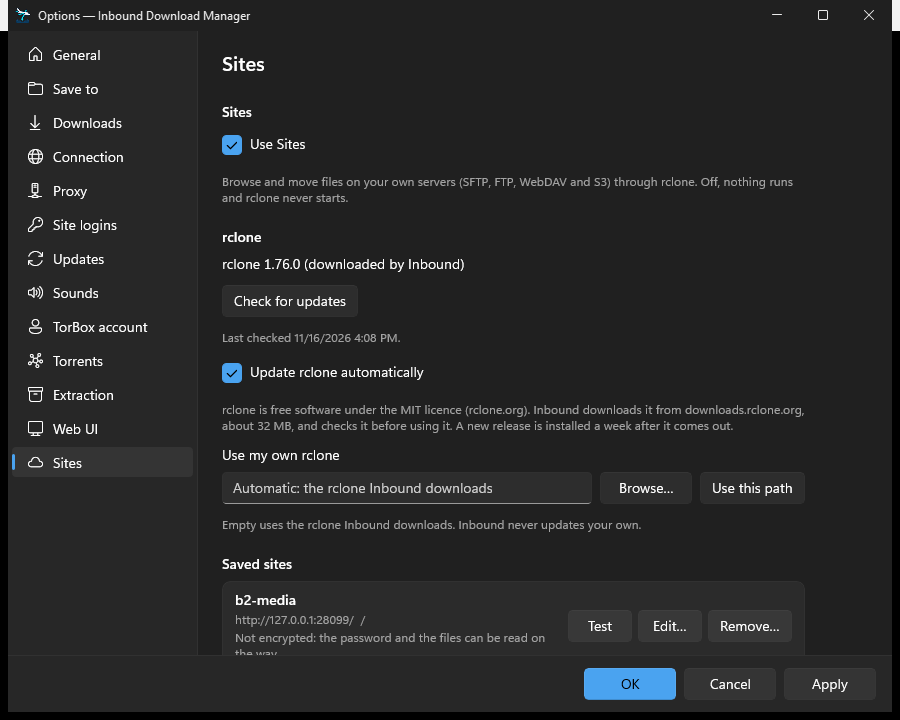 Options — Inbound Download Manager
General
Save to
Downloads
Connection
Proxy
Site logins
Updates
Sounds
TorBox account
Torrents
Extraction
Web UI
Sites
Sites
Sites
Use Sites
Browse and move files on your own servers (SFTP, FTP, WebDAV and S3) through rclone. Off, nothing runs
and rclone never starts.
rclone
rclone 1.76.0 (downloaded by Inbound)
Check for updates
Last checked 11/16/2026 4:08 PM.
Update rclone automatically
rclone is free software under the MIT licence (rclone.org). Inbound downloads it from downloads.rclone.org,
about 32 MB, and checks it before using it. A new release is installed a week after it comes out.
Use my own rclone
Automatic: the rclone Inbound downloads
Browse...
Use this path
Empty uses the rclone Inbound downloads. Inbound never updates your own.
Saved sites
b2-media
http://127.0.0.1:28099/ /
Not encrypted: the password and the files can be read on
the way
Test
Edit...
Remove...
OK
Cancel
Apply